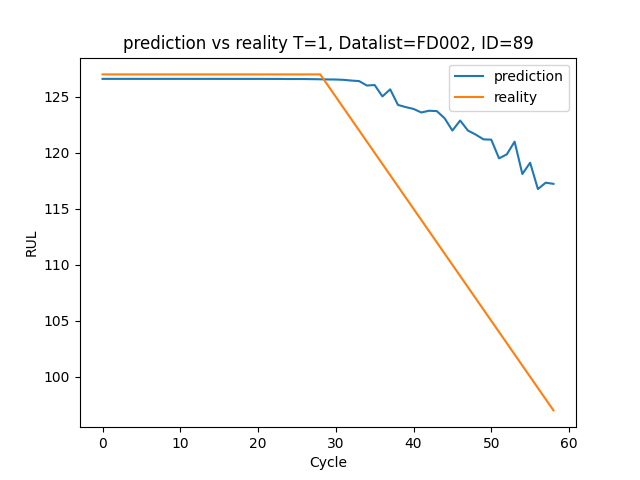 prediction vs reality T=1, Datalist=FD002, ID=89
prediction
reality
125
120
115
110
105
100
RUL
0 10 20 30 40 50 60
Cycle